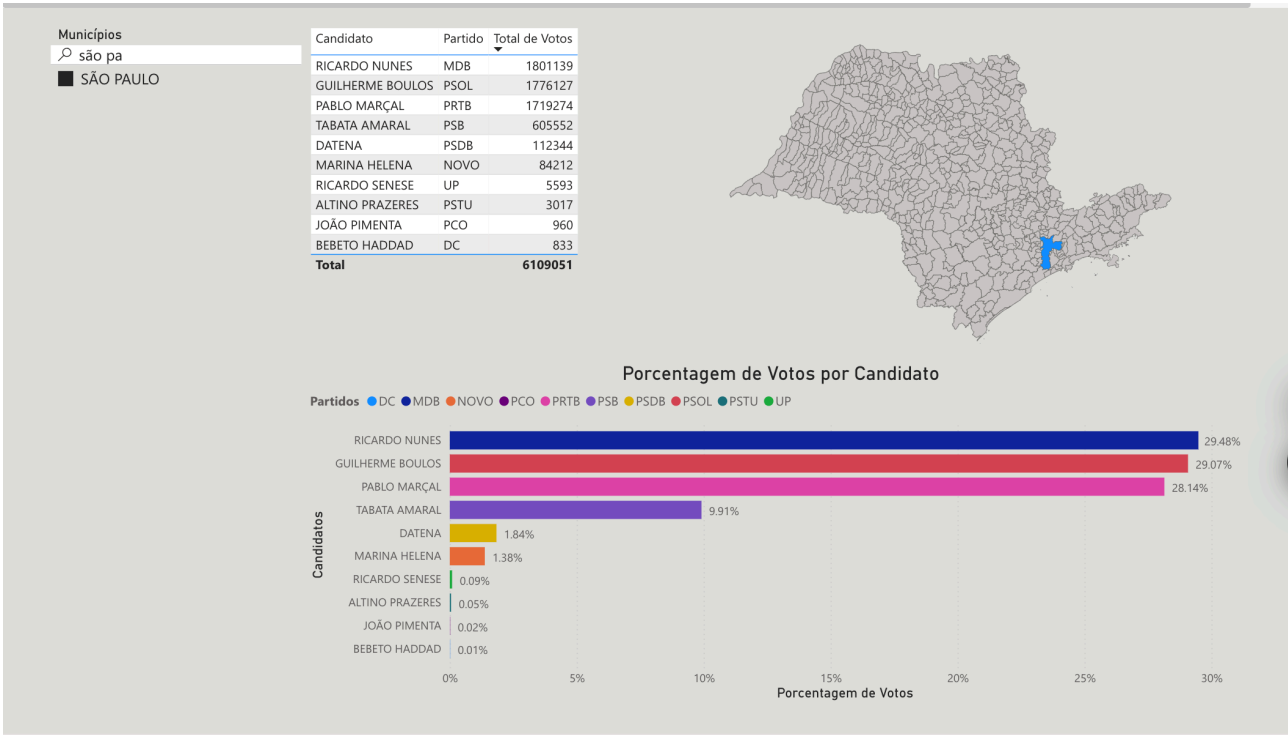 Municípios
são pa
SÃO PAULO
Candidato Partido Total de Votos
RICARDO NUNES MDB 1801139
GUILHERME BOULOS PSOL 1776127
PABLO MARÇAL PRTB 1719274
TABATA AMARAL PSB 605552
DATENA PSDB 112344
MARINA HELENA NOVO 84212
RICARDO SENESE UP 5593
ALTINO PRAZERES PSTU 3017
JOÃO PIMENTA PCO 960
BEBETO HADDAD DC 833
Total 6109051
Porcentagem de Votos por Candidato
Partidos DC MDB NOVO PCO PRTB PSB PSDB PSOL PSTU UP
Candidatos
RICARDO NUNES 29.48%
GUILHERME BOULOS 29.07%
PABLO MARÇAL 28.14%
TABATA AMARAL 9.91%
DATENA 1.84%
MARINA HELENA 1.38%
RICARDO SENESE 0.09%
ALTINO PRAZERES 0.05%
JOÃO PIMENTA 0.02%
BEBETO HADDAD 0.01%
0% 5% 10% 15% 20% 25% 30%
Porcentagem de Votos